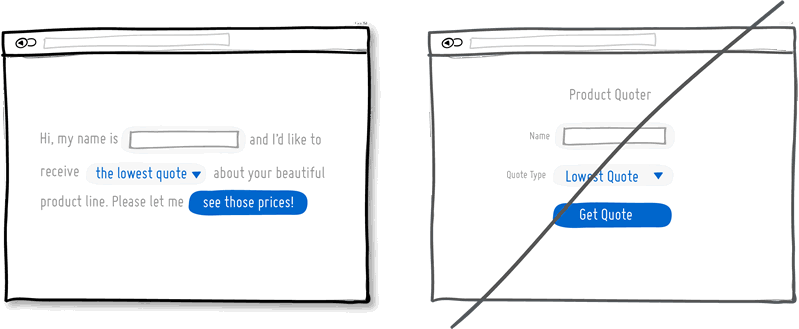 Hi, my name is and I'd like to
receive the lowest quote about your beautiful
product line. Please let me see those prices!
Product Quoter
Name
Quote Type Lowest Quote
Get Quote